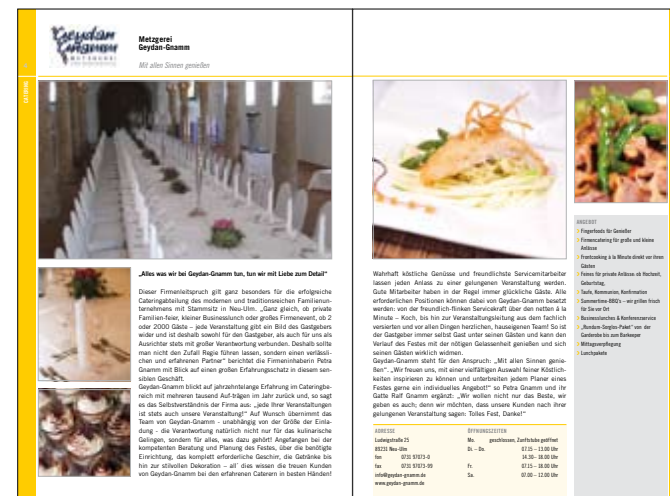 Geydan
Gnamm
METZGEREI
Metzgerei
Geydan-Gnamm
Mit allen Sinnen genießen
CATERING
„Alles was wir bei Geydan-Gnamm tun, tun wir mit Liebe zum Detail“
Dieser Firmenleitspruch gilt ganz besonders für die erfolgreiche
Cateringabteilung des modernen und traditionsreichen Familienun-
ternehmens mit Stammsitz in Neu-Ulm. „Ganz gleich, ob private
Familien-feier, kleiner Businesslunch oder großes Firmenevent, ob 2
oder 2000 Gäste – jede Veranstaltung gibt ein Bild des Gastgebers
wider und ist deshalb sowohl für den Gastgeber, als auch für uns als
Ausrichter stets mit großer Verantwortung verbunden. Deshalb sollte
man nicht den Zufall Regie führen lassen, sondern einen verlässli-
chen und erfahrenen Partner“ berichtet die Firmeninhaberin Petra
Gnamm mit Blick auf einen großen Erfahrungsschatz in diesem sen-
siblen Geschäft.
Geydan-Gnamm blickt auf jahrzehntelange Erfahrung im Cateringbe-
reich mit mehreren tausend Auf-trägen im Jahr zurück und, so sagt
es das Selbstverständnis der Firma aus: „jede Ihrer Veranstaltungen
ist stets auch unsere Veranstaltung!“ Auf Wunsch übernimmt das
Team von Geydan-Gnamm - unabhängig von der Größe der Einla-
dung - die Verantwortung natürlich nicht nur für das kulinarische
Gelingen, sondern für alles, was dazu gehört! Angefangen bei der
kompetenten Beratung und Planung des Festes, über die benötigte
Einrichtung, das komplett erforderliche Geschirr, die Getränke bis
hin zur stilvollen Dekoration – all´ dies wissen die treuen Kunden
von Geydan-Gnamm bei den erfahrenen Caterern in besten Händen!
Wahrhaft köstliche Genüsse und freundlichste Servicemitarbeiter
lassen jeden Anlass zu einer gelungenen Veranstaltung werden.
Gute Mitarbeiter haben in der Regel immer glückliche Gäste. Alle
erforderlichen Positionen können dabei von Geydan-Gnamm besetzt
werden: von der freundlich-flinken Servicekraft über den netten à la
Minute – Koch, bis hin zur Veranstaltungsleitung aus dem fachlich
versierten und vor allen Dingen herzlichen, hauseigenen Team! So ist
der Gastgeber immer selbst Gast unter seinen Gästen und kann den
Verlauf des Festes mit der nötigen Gelassenheit genießen und sich
seinen Gästen wirklich widmen.
Geydan-Gnamm steht für den Anspruch: „Mit allen Sinnen genie-
ßen“. „Wir freuen uns, mit einer vielfältigen Auswahl feiner Köstlich-
keiten inspirieren zu können und unterbreiten jedem Planer eines
Festes gerne ein individuelles Angebot!“ so Petra Gnamm und ihr
Gatte Ralf Gnamm ergänzt: „Wir wollen nicht nur das Beste, wir
geben es auch; denn wir möchten, dass unsere Kunden nach ihrer
gelungenen Veranstaltung sagen: Tolles Fest, Danke!“
ADRESSE
Ludwigstraße 25
89231 Neu-Ulm
fon 0731 97073-0
fax 0731 97073-99
info@geydan-gnamm.de
www.geydan-gnamm.de
ÖFFNUNGSZEITEN
Mo. geschlossen, Zunftstube geöffnet
Di. – Do. 07.15 – 13.00 Uhr
14.30– 18.00 Uhr
Fr. 07.15 – 18.00 Uhr
Sa. 07.00 – 12.00 Uhr
ANGEBOT
Fingerfoods für Genießer
Firmencatering für große und kleine
Anlässe
Frontcooking à la Minute direkt vor ihren
Gästen
Feines für private Anlässe: ob Hochzeit,
Geburtstag,
Taufe, Kommunion, Konfirmation
Summertime-BBQ's – wir grillen frisch
für Sie vor Ort
Businesslunches & Konferenzservice
„Rundum-Sorglos-Paket“ von der
Garderobe bis zum Barkeeper
Mittagsverpflegung
Lunchpakete